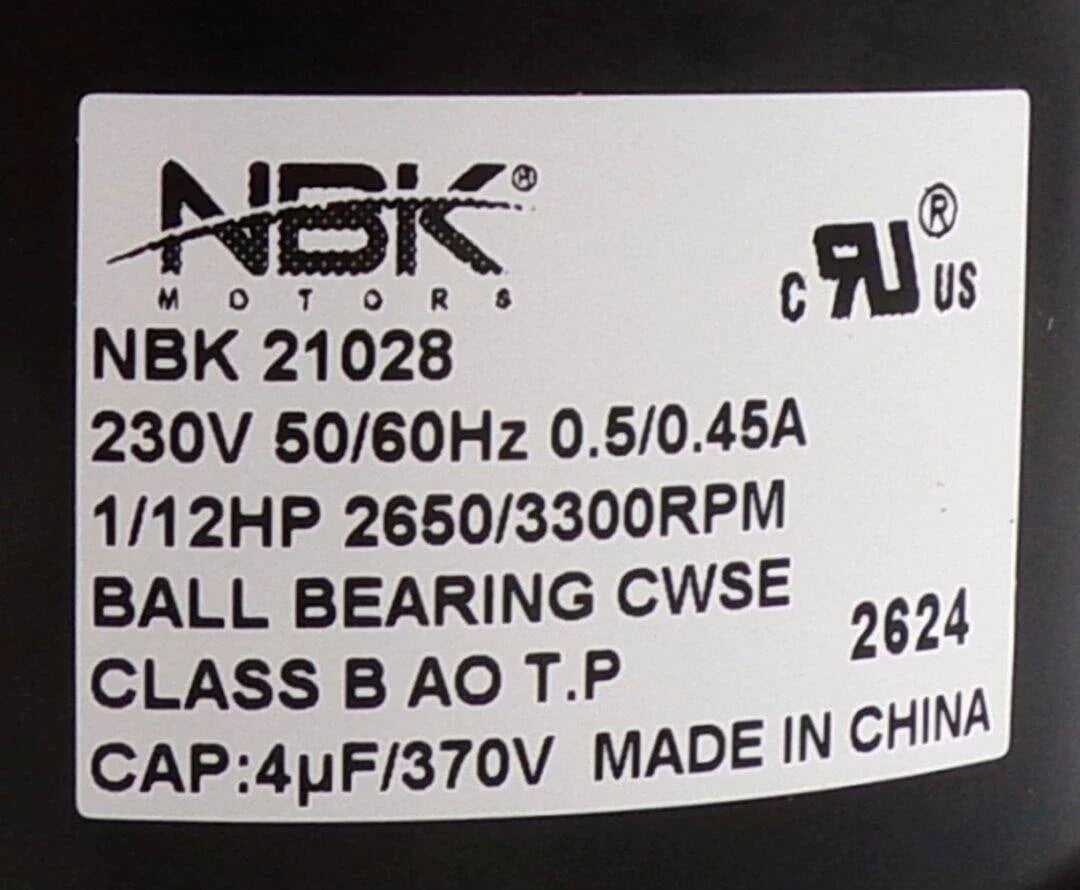 NBK®
MOTORS
C RU® US
NBK 21028
230V 50/60Hz 0.5/0.45A
1/12HP 2650/3300RPM
BALL BEARING CWSE
2624
CLASS B AO T.P
CAP:4µF/370V MADE IN CHINA